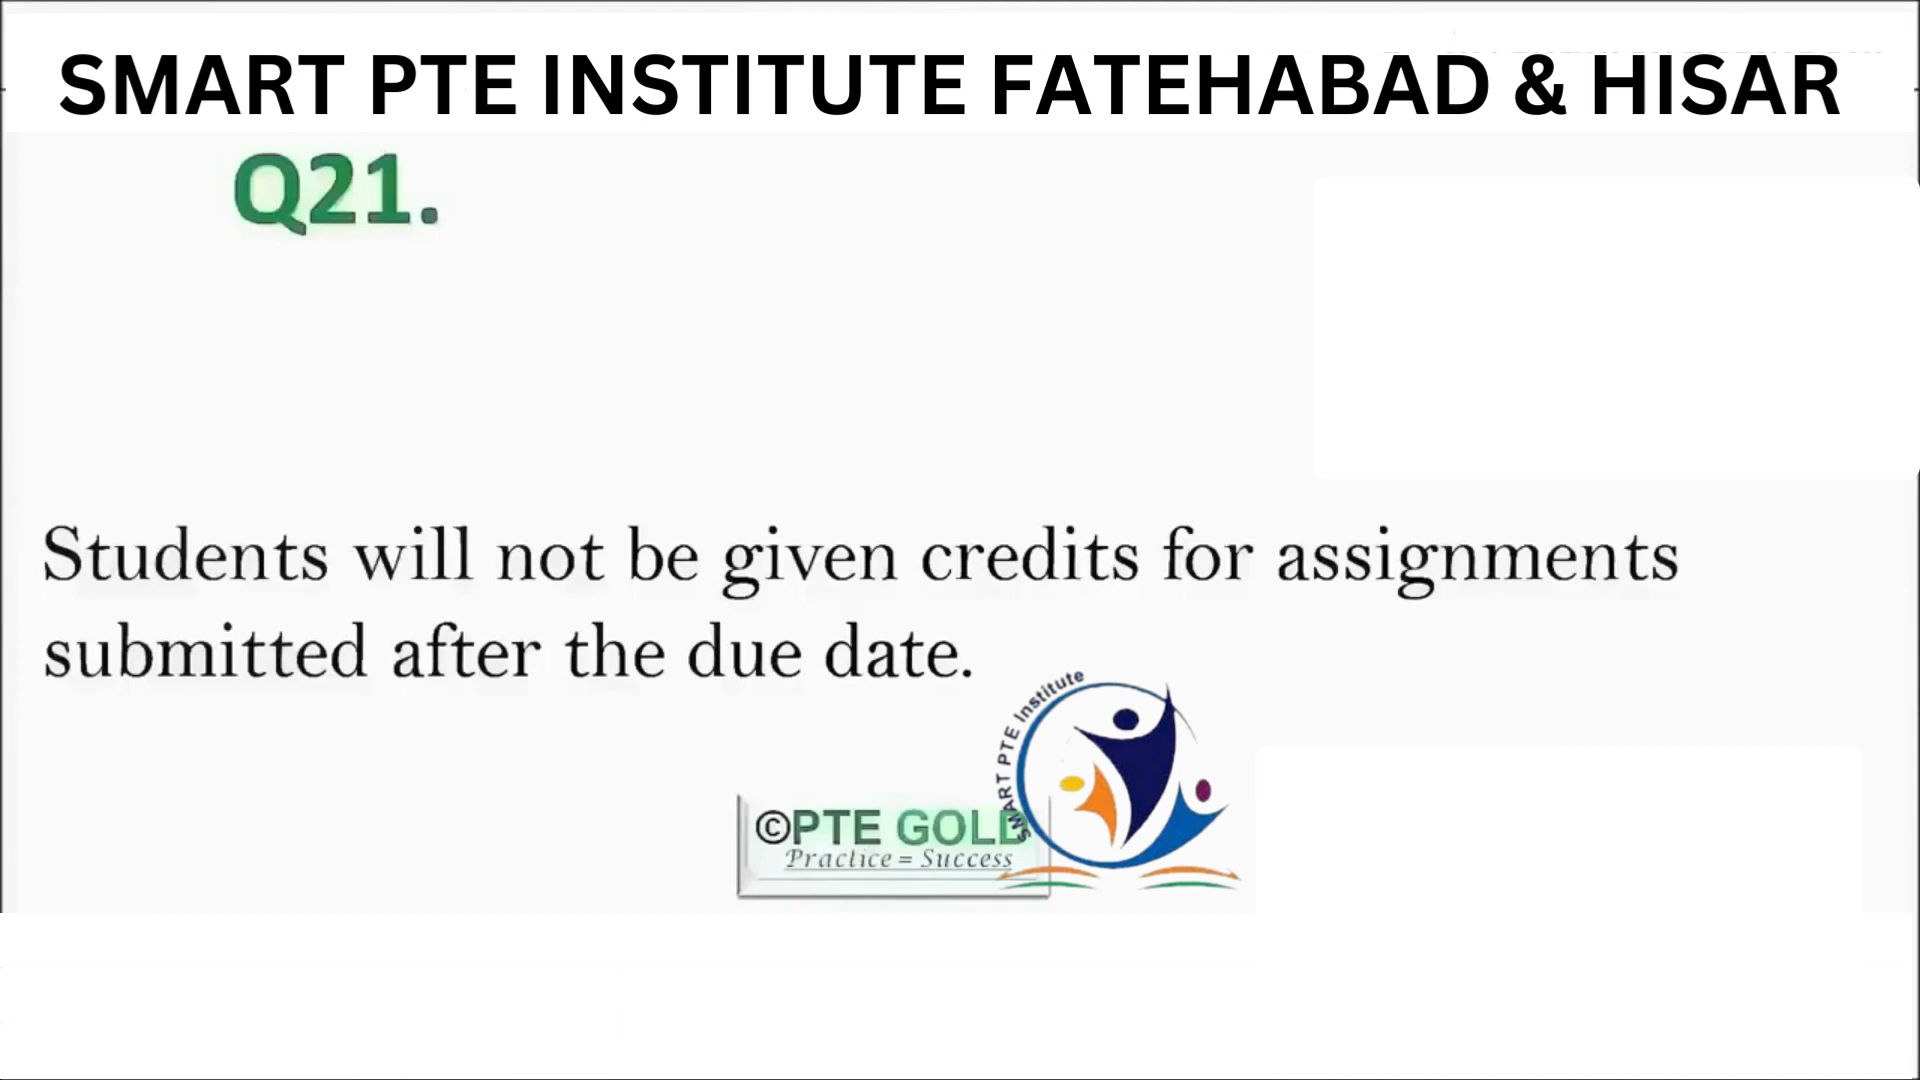 SMART PTE INSTITUTE FATEHABAD & HISAR
Q21.
Students will not be given credits for assignments
submitted after the due date.
SMART PTE Institute
©PTE GOLD
Practice = Success